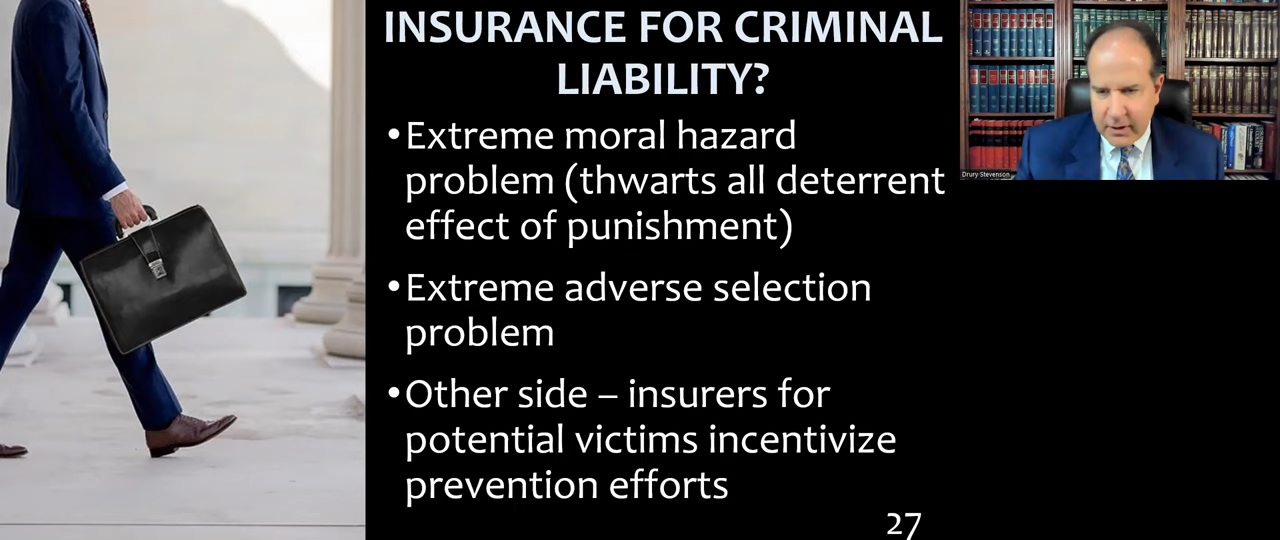 INSURANCE FOR CRIMINAL
LIABILITY?
•Extreme moral hazard
problem (thwarts all deterrent
effect of punishment)
•Extreme adverse selection
problem
•Other side – insurers for
potential victims incentivize
prevention efforts
27
Drury Stevenson